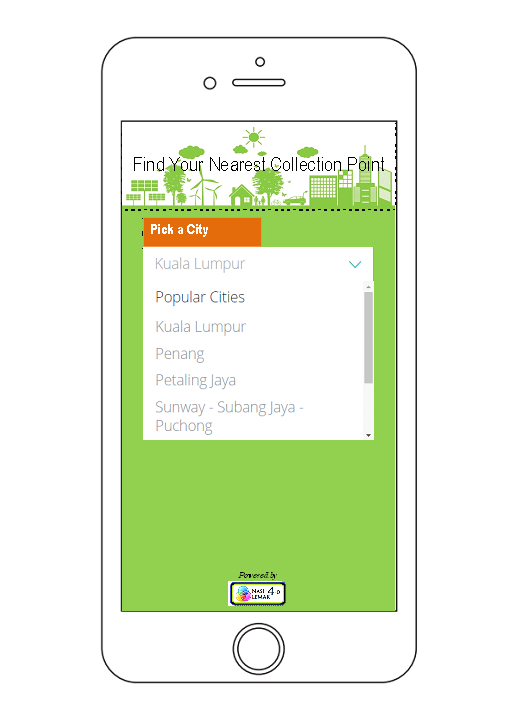 Find Your Nearest Collection Point
Pick a City
Kuala Lumpur
Popular Cities
Kuala Lumpur
Penang
Petaling Jaya
Sunway - Subang Jaya -
Puchong
Powered by
NASI 4.0
LEMAK